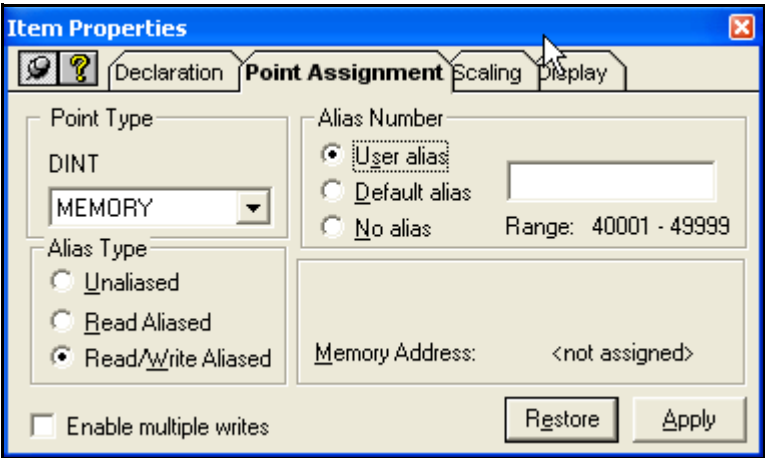 Item Properties
? Declaration Point Assignment Scaling Display
Point Type
DINT
MEMORY
Alias Type
Unaliased
Read Aliased
Read/Write Aliased
Enable multiple writes
Alias Number
User alias
Default alias
No alias
Range: 40001 - 49999
Memory Address: <not assigned>
Restore Apply